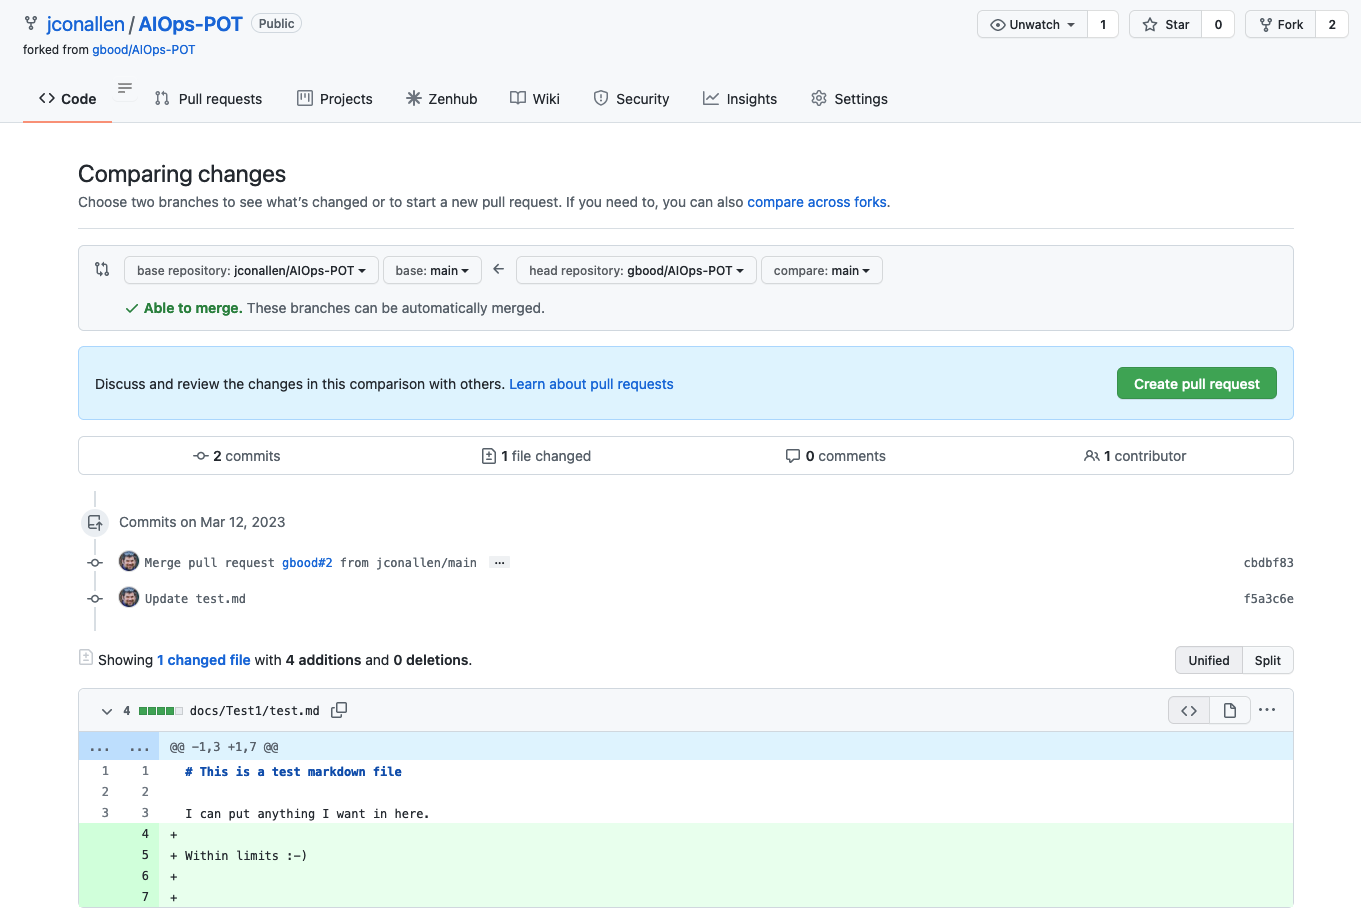 jconallen / AIOps-POT Public
Unwatch 1 Star 0 Fork 2
forked from gbood/AIOps-POT
Code Pull requests Projects Zenhub Wiki Security Insights Settings
Comparing changes
Choose two branches to see what's changed or to start a new pull request. If you need to, you can also compare across forks.
base repository: jconallen/AIOps-POT base: main ← head repository: gbood/AIOps-POT compare: main
Able to merge. These branches can be automatically merged.
Discuss and review the changes in this comparison with others. Learn about pull requests
Create pull request
2 commits 1 file changed 0 comments 1 contributor
Commits on Mar 12, 2023
Merge pull request gbood#2 from jconallen/main ... cbdbf83
Update test.md f5a3c6e
Showing 1 changed file with 4 additions and 0 deletions.
Unified Split
4 docs/Test1/test.md ...
... ... @@ -1,3 +1,7 @@
1 1 # This is a test markdown file
2 2
3 3 I can put anything I want in here.
4 +
5 + Within limits :-)
6 +
7 +